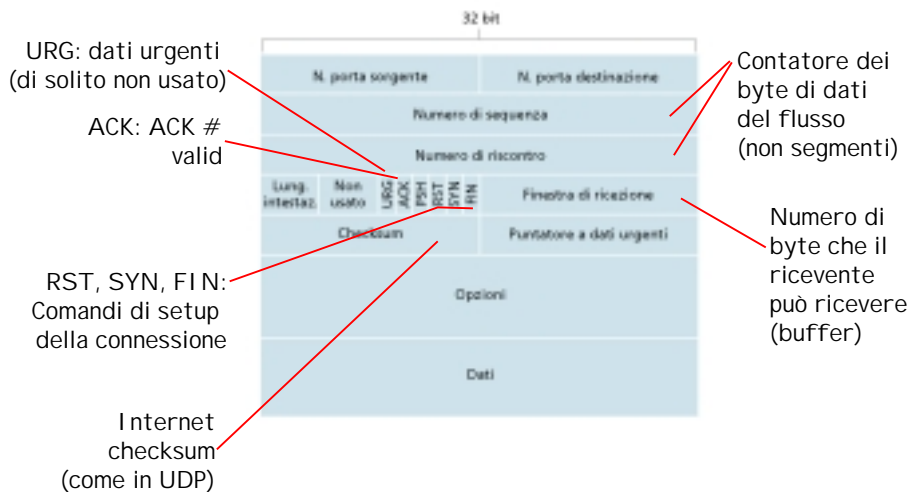 32 bit
URG: dati urgenti
(di solito non usato)
ACK: ACK #
valid
RST, SYN, FIN:
Comandi di setup
della connessione
Internet
checksum
(come in UDP)
N. porta sorgente
N. porta destinazione
Numero di sequenza
Numero di riscontro
Lung.
intestaz.
Non
usato
URG
ACK
PSH
RST
SYN
FIN
Finestra di ricezione
Checksum
Puntatore a dati urgenti
Opzioni
Dati
Contatore dei
byte di dati
del flusso
(non segmenti)
Numero di
byte che il
ricevente
può ricevere
(buffer)